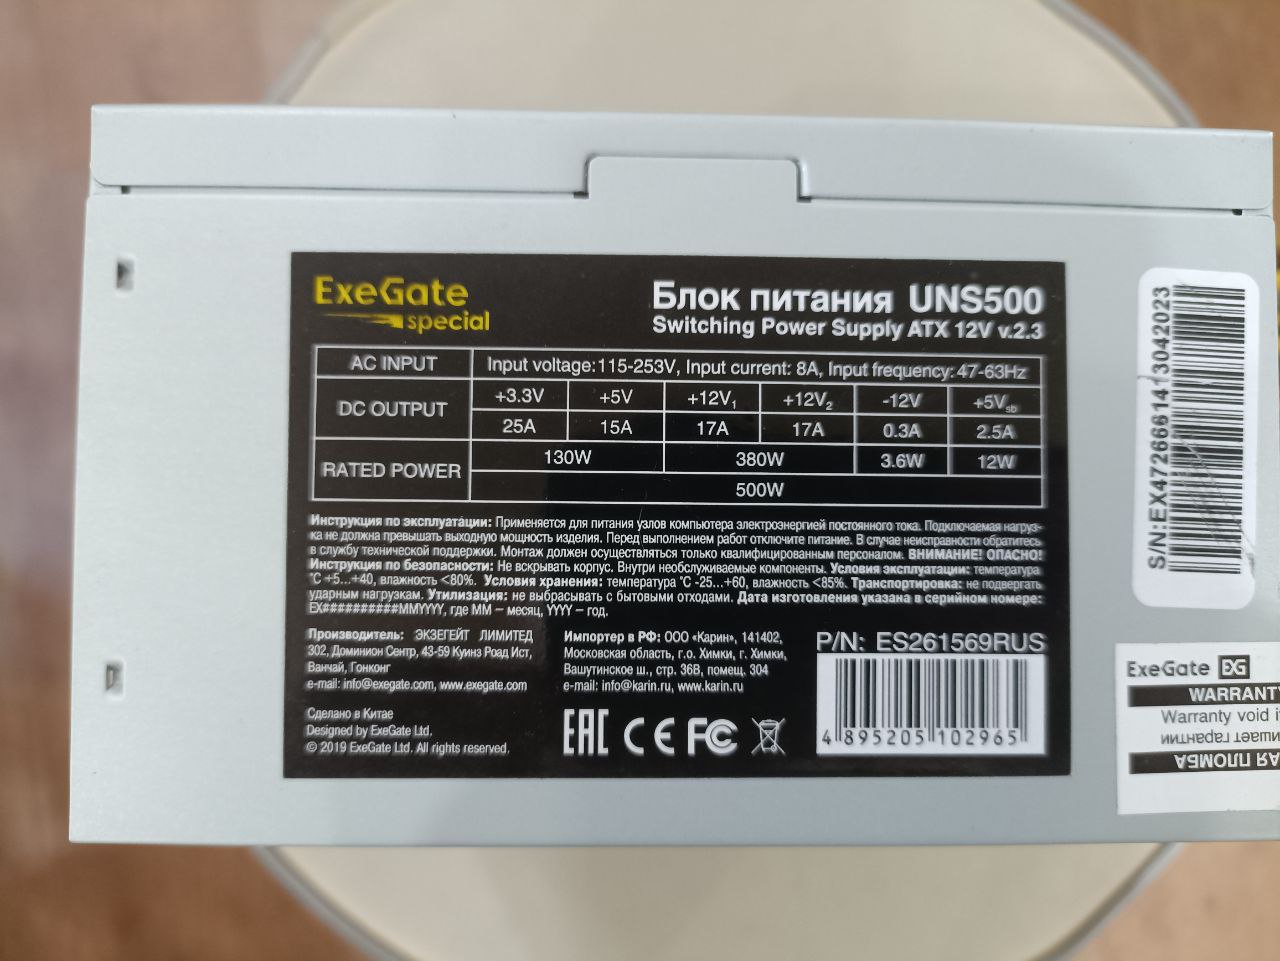 ExeGate
special
Блок питания UNS500
Switching Power Supply ATX 12V v.2.3
AC INPUT Input voltage:115-253V, Input current: 8A, Input frequency: 47-63Hz
DC OUTPUT +3.3V +5V +12V₁ +12V₂ -12V +5Vsb
25A 15A 17A 17A 0.3A 2.5A
RATED POWER 130W 380W 3.6W 12W
500W
Инструкция по эксплуатации: Применяется для питания узлов компьютера электроэнергией постоянного тока. Подключаемая нагруз-
ка не должна превышать выходную мощность изделия. Перед выполнением работ отключите питание. В случае неисправности обратитесь
в службу технической поддержки. Монтаж должен осуществляться только квалифицированным персоналом. ВНИМАНИЕ! ОПАСНО!
Инструкция по безопасности: Не вскрывать корпус. Внутри необслуживаемые компоненты. Условия эксплуатации: температура
°С +5...+40, влажность <80%. Условия хранения: температура °С -25...+60, влажность <85%. Транспортировка: не подвергать
ударным нагрузкам. Утилизация: не выбрасывать с бытовыми отходами. Дата изготовления указана в серийном номере:
EX##########MMYYYY, где MM – месяц, YYYY – год.
Производитель: ЭКЗЕГЕЙТ ЛИМИТЕД
302, Доминион Сентр, 43-59 Куинз Роад Ист,
Ванчай, Гонконг
e-mail: info@exegate.com, www.exegate.com
Импортер в РФ: ООО «Карин», 141402,
Московская область, г.о. Химки, г. Химки,
Вашутинское ш., стр. 36В, помещ. 304
e-mail: info@karin.ru, www.karin.ru
P/N: ES261569RUS
4 895205 102965
Сделано в Китае
Designed by ExeGate Ltd.
© 2019 ExeGate Ltd. All rights reserved.
EAC CE FC
S/N:EX4726661413042023
ExeGate EG
WARRANTY
Warranty void i
лишает гарантии